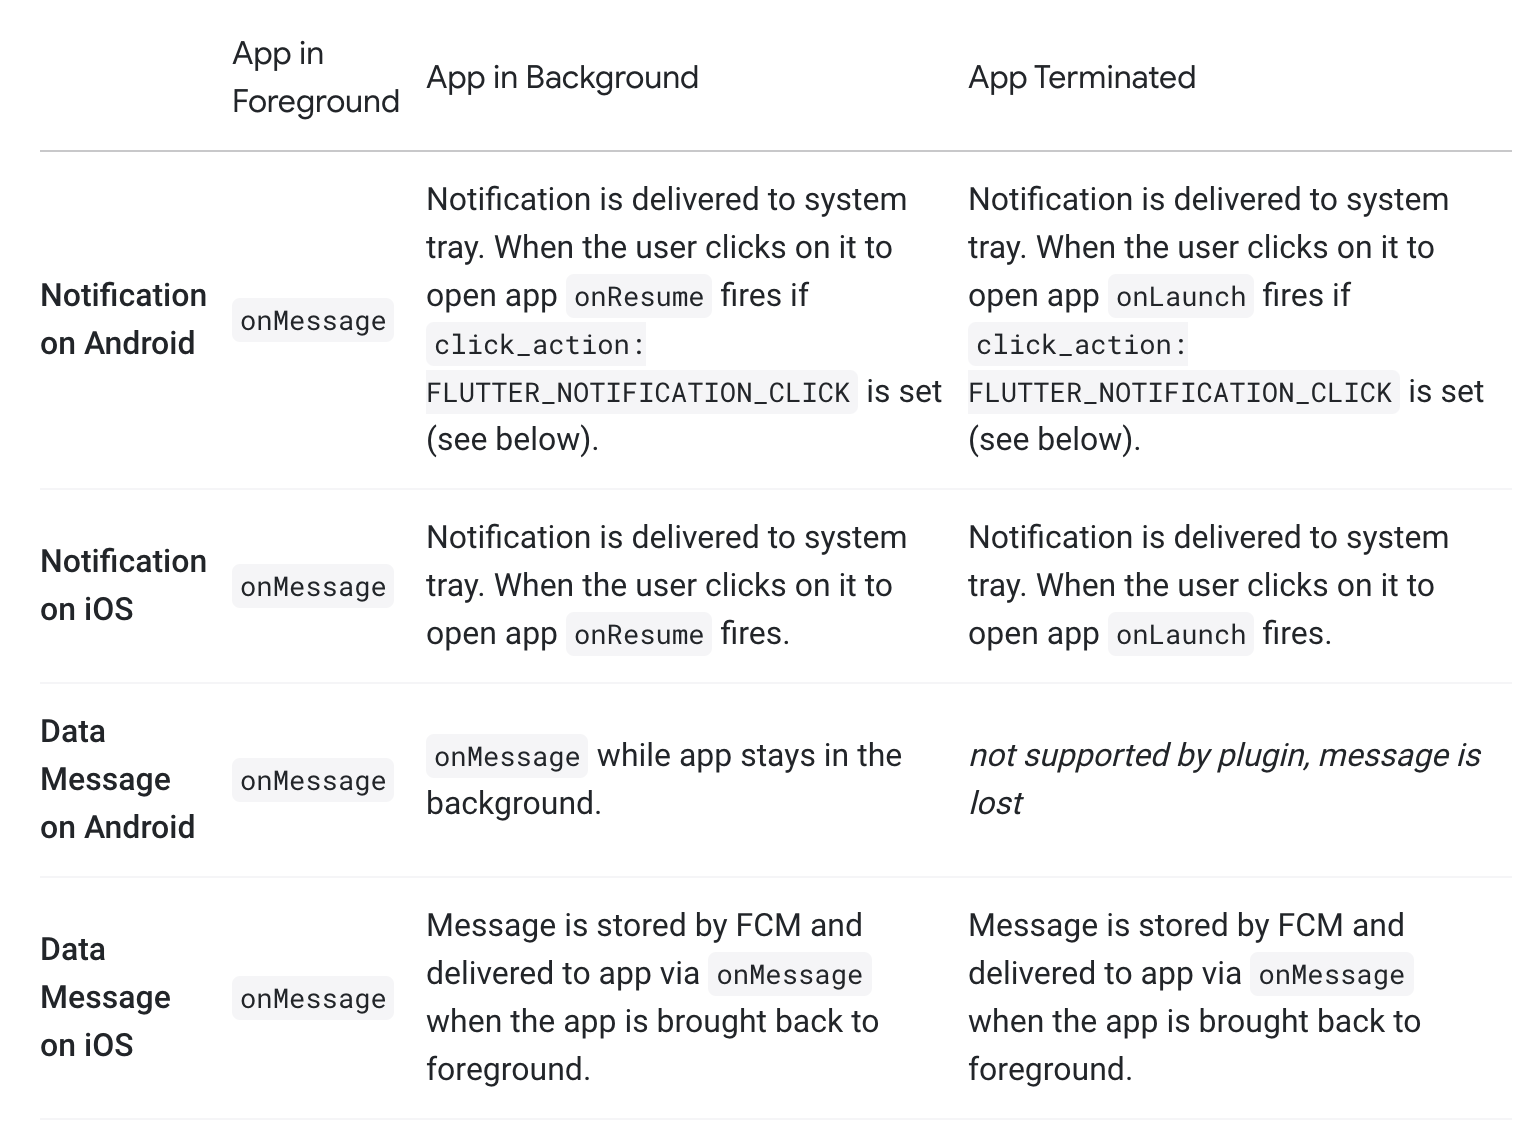 App in
Foreground
App in Background
App Terminated
Notification
on Android
onMessage
Notification is delivered to system
tray. When the user clicks on it to
open app onResume fires if
click_action:
FLUTTER_NOTIFICATION_CLICK is set
(see below).
Notification is delivered to system
tray. When the user clicks on it to
open app onLaunch fires if
click_action:
FLUTTER_NOTIFICATION_CLICK is set
(see below).
Notification
on iOS
onMessage
Notification is delivered to system
tray. When the user clicks on it to
open app onResume fires.
Notification is delivered to system
tray. When the user clicks on it to
open app onLaunch fires.
Data
Message
on Android
onMessage
onMessage while app stays in the
background.
not supported by plugin, message is
lost
Data
Message
on iOS
onMessage
Message is stored by FCM and
delivered to app via onMessage
when the app is brought back to
foreground.
Message is stored by FCM and
delivered to app via onMessage
when the app is brought back to
foreground.